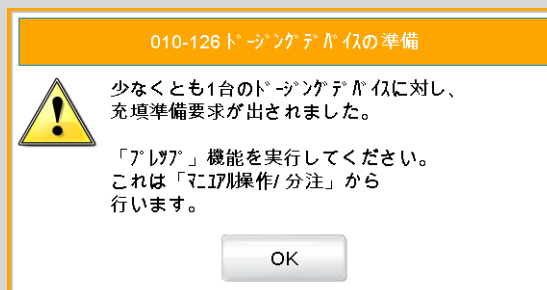 010-126 ﾄﾞｰｼﾞﾝｸﾞﾃﾞﾊﾞｲｽの準備
少なくとも1台のﾄﾞｰｼﾞﾝｸﾞﾃﾞﾊﾞｲｽに対し、
充填準備要求が出されました。
「ﾌﾟﾚｯﾌﾟ」機能を実行してください。
これは「ﾏﾆｭｱﾙ操作/分注」から
行います。
OK